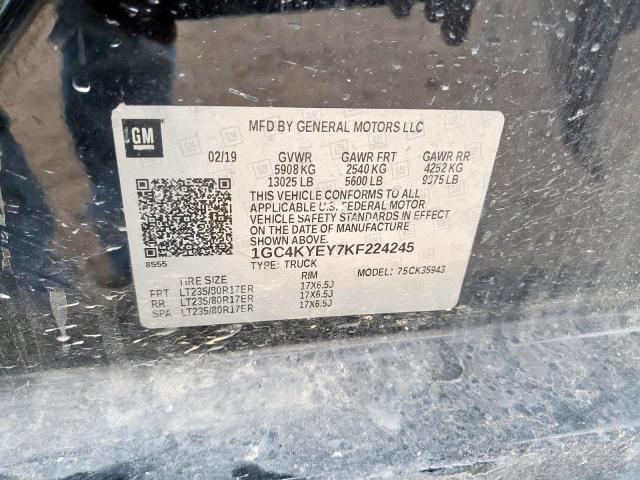 GM
MFD BY GENERAL MOTORS LLC
02/19 GVWR GAWR FRT GAWR RR
5908 KG 2540 KG 4252 KG
13025 LB 5600 LB 9375 LB
THIS VEHICLE CONFORMS TO ALL
APPLICABLE U.S. FEDERAL MOTOR
VEHICLE SAFETY STANDARDS IN EFFECT
ON THE DATE OF MANUFACTURE
SHOWN ABOVE.
1GC4KYEY7KF224245
8555
TYPE: TRUCK MODEL: 75CK35943
TIRE SIZE RIM
FRT LT235/80R17ER 17X6.5J
RR LT235/80R17ER 17X6.5J
SPA LT235/80R17ER 17X6.5J